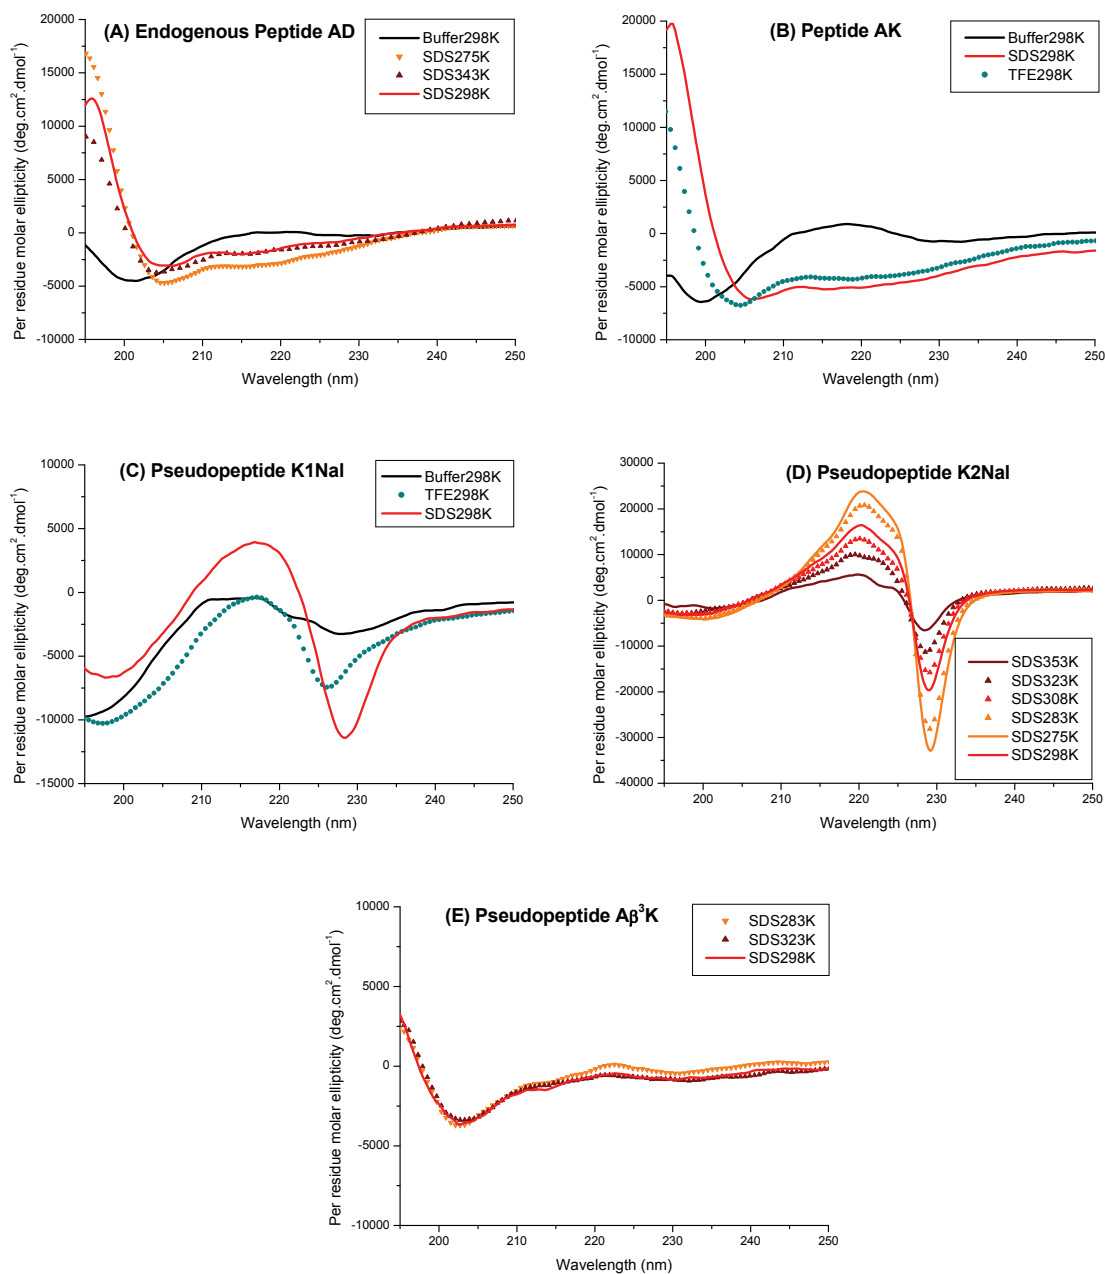 (A) Endogenous Peptide AD
Buffer298K
SDS275K
SDS343K
SDS298K
20000
15000
10000
5000
0
-5000
-10000
200
210
220
230
240
250
Wavelength (nm)
Per residue molar ellipticity (deg.cm².dmol⁻¹)
(B) Peptide AK
Buffer298K
SDS298K
TFE298K
20000
15000
10000
5000
0
-5000
-10000
200
210
220
230
240
250
Wavelength (nm)
Per residue molar ellipticity (deg.cm².dmol⁻¹)
(C) Pseudopeptide K1Nal
Buffer298K
TFE298K
SDS298K
10000
5000
0
-5000
-10000
-15000
200
210
220
230
240
250
Wavelength (nm)
Per residue molar ellipticity (deg.cm².dmol⁻¹)
(D) Pseudopeptide K2Nal
SDS353K
SDS323K
SDS308K
SDS283K
SDS275K
SDS298K
30000
20000
10000
0
-10000
-20000
-30000
-40000
200
210
220
230
240
250
Wavelength (nm)
Per residue molar ellipticity (deg.cm².dmol⁻¹)
(E) Pseudopeptide Aβ³K
SDS283K
SDS323K
SDS298K
10000
5000
0
-5000
-10000
200
210
220
230
240
250
Wavelength (nm)
Per residue molar ellipticity (deg.cm².dmol⁻¹)